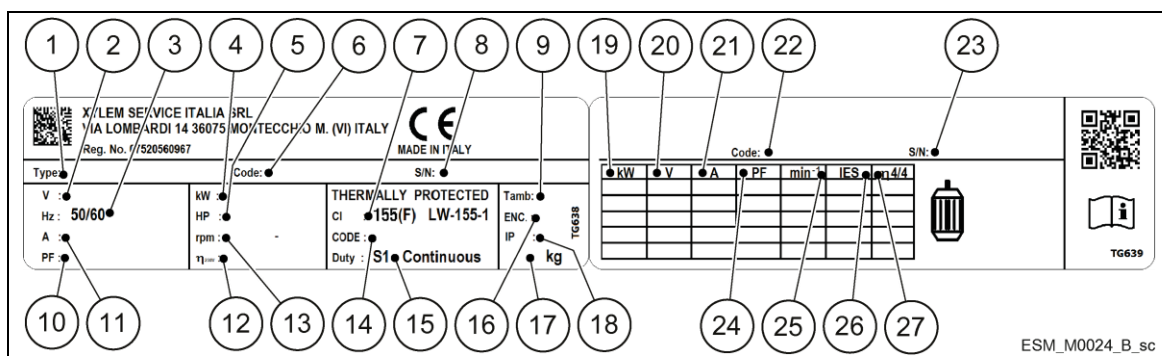 1 2 3 4 5 6 7 8 9 19 20 21 22 23
XYLEM SERVICE ITALIA SRL
VIA LOMBARDI 14 36075 MONTECCHIO M. (VI) ITALY
Reg. No. 07520560967
CE
MADE IN ITALY
Type: Code: S/N:
V :
Hz : 50/60
A :
PF :
kW :
HP :
rpm : -
η :
THERMALLY PROTECTED
Cl : 155(F) LW-155-1
CODE :
Duty : S1 Continuous
Tamb:
ENC.
IP :
kg
TG638
Code: S/N:
kW V A PF min-1 IES η4/4
i
TG639
10 11 12 13 14 15 16 17 18 24 25 26 27
ESM_M0024_B_sc